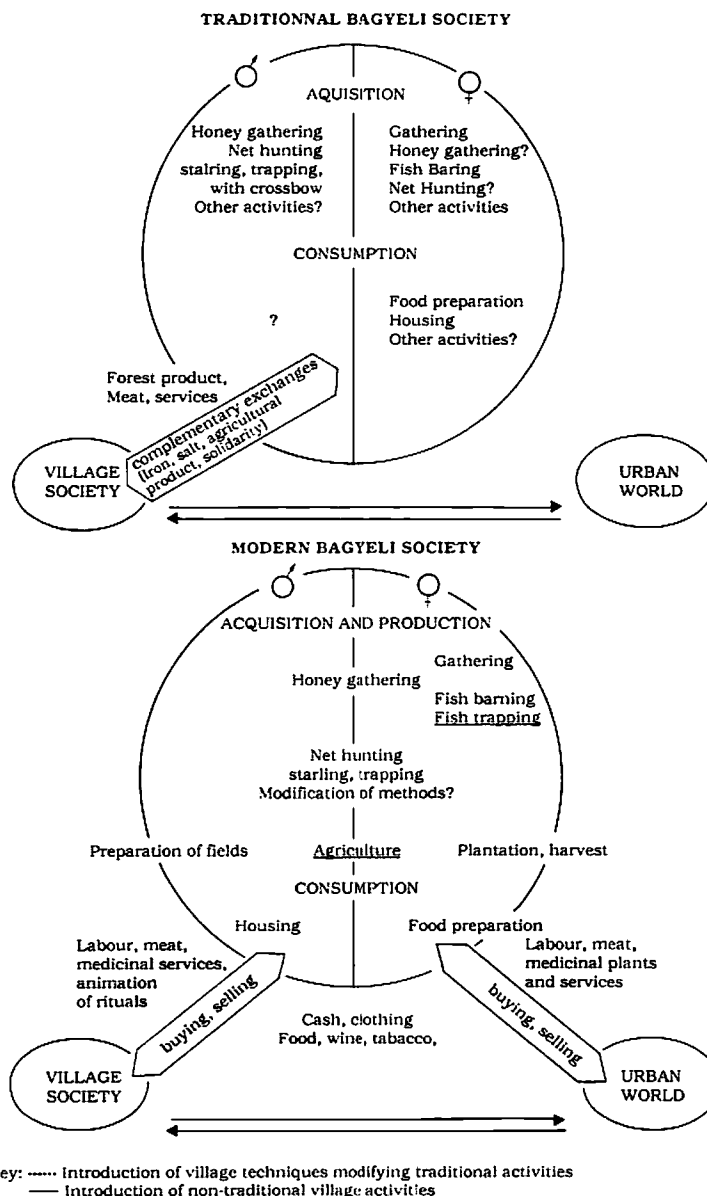 TRADITIONNAL BAGYELI SOCIETY
AQUISITION
Honey gathering
Net hunting
stalring, trapping,
with crossbow
Other activities?
Gathering
Honey gathering?
Fish Baring
Net Hunting?
Other activities
CONSUMPTION
?
Food preparation
Housing
Other activities?
Forest product,
Meat, services
complementary exchanges
(Iron, salt, agricultural
product, solidarity)
VILLAGE
SOCIETY
URBAN
WORLD
MODERN BAGYELI SOCIETY
ACQUISITION AND PRODUCTION
Gathering
Honey gathering
Fish barning
Fish trapping
Net hunting
starling, trapping
Modification of methods?
Preparation of fields
Agriculture
Plantation, harvest
CONSUMPTION
Housing
Food preparation
Labour, meat,
medicinal services,
animation
of rituals
buying, selling
Labour, meat,
medicinal plants
and services
buying, selling
Cash, clothing
Food, wine, tabacco,
VILLAGE
SOCIETY
URBAN
WORLD
ey: ...... Introduction of village techniques modifying traditional activities
—— Introduction of non-traditional village activities